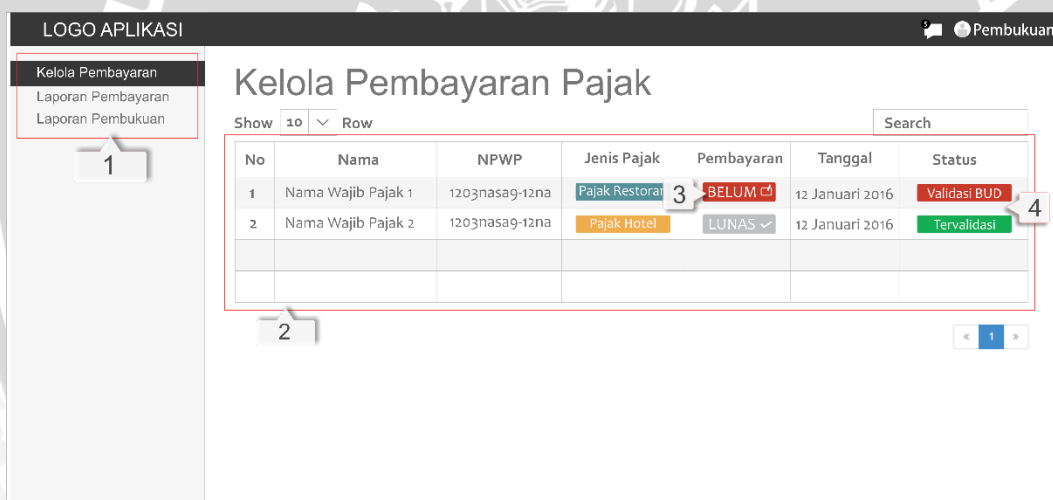 LOGO APLIKASI
5
Pembukuan
Kelola Pembayaran
Laporan Pembayaran
Laporan Pembukuan
1
Kelola Pembayaran Pajak
Show 10 Row
Search
No Nama NPWP Jenis Pajak Pembayaran Tanggal Status
1 Nama Wajib Pajak 1 1203nasa9-12na Pajak Restoran BELUM 12 Januari 2016 Validasi BUD
3
4
2 Nama Wajib Pajak 2 1203nasa9-12na Pajak Hotel LUNAS 12 Januari 2016 Tervalidasi
2
« 1 »